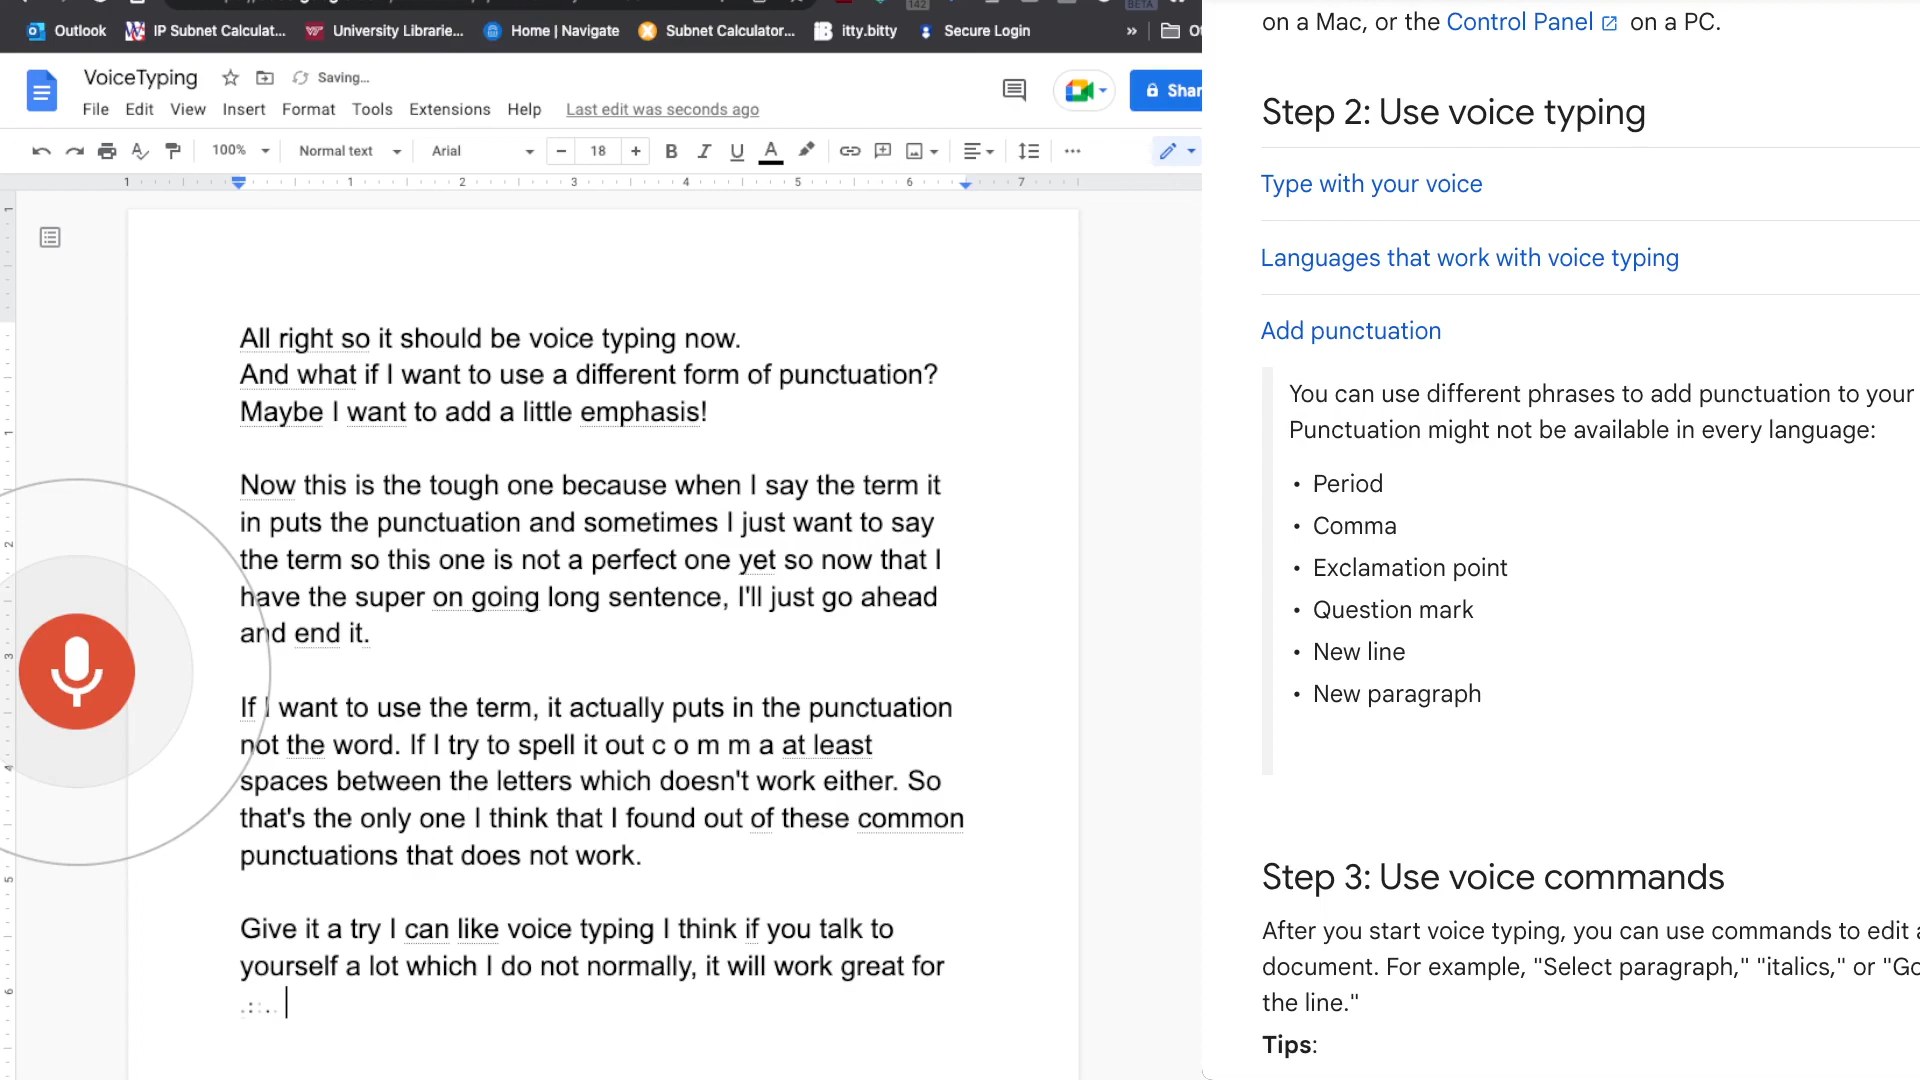 142
BETA
Outlook
IP Subnet Calculat...
University Librarie...
Home | Navigate
Subnet Calculator...
itty.bitty
Secure Login
»
VoiceTyping
Saving...
File Edit View Insert Format Tools Extensions Help Last edit was seconds ago
Shar
100% Normal text Arial − 18 + B I U A
1 1 2 3 4 5 6 7
All right so it should be voice typing now.
And what if I want to use a different form of punctuation?
Maybe I want to add a little emphasis!
Now this is the tough one because when I say the term it
in puts the punctuation and sometimes I just want to say
the term so this one is not a perfect one yet so now that I
have the super on going long sentence, I'll just go ahead
and end it.
If I want to use the term, it actually puts in the punctuation
not the word. If I try to spell it out c o m m a at least
spaces between the letters which doesn't work either. So
that's the only one I think that I found out of these common
punctuations that does not work.
Give it a try I can like voice typing I think if you talk to
yourself a lot which I do not normally, it will work great for
on a Mac, or the Control Panel on a PC.
Step 2: Use voice typing
Type with your voice
Languages that work with voice typing
Add punctuation
You can use different phrases to add punctuation to your
Punctuation might not be available in every language:
• Period
• Comma
• Exclamation point
• Question mark
• New line
• New paragraph
Step 3: Use voice commands
After you start voice typing, you can use commands to edit a
document. For example, "Select paragraph," "italics," or "Go
the line."
Tips: